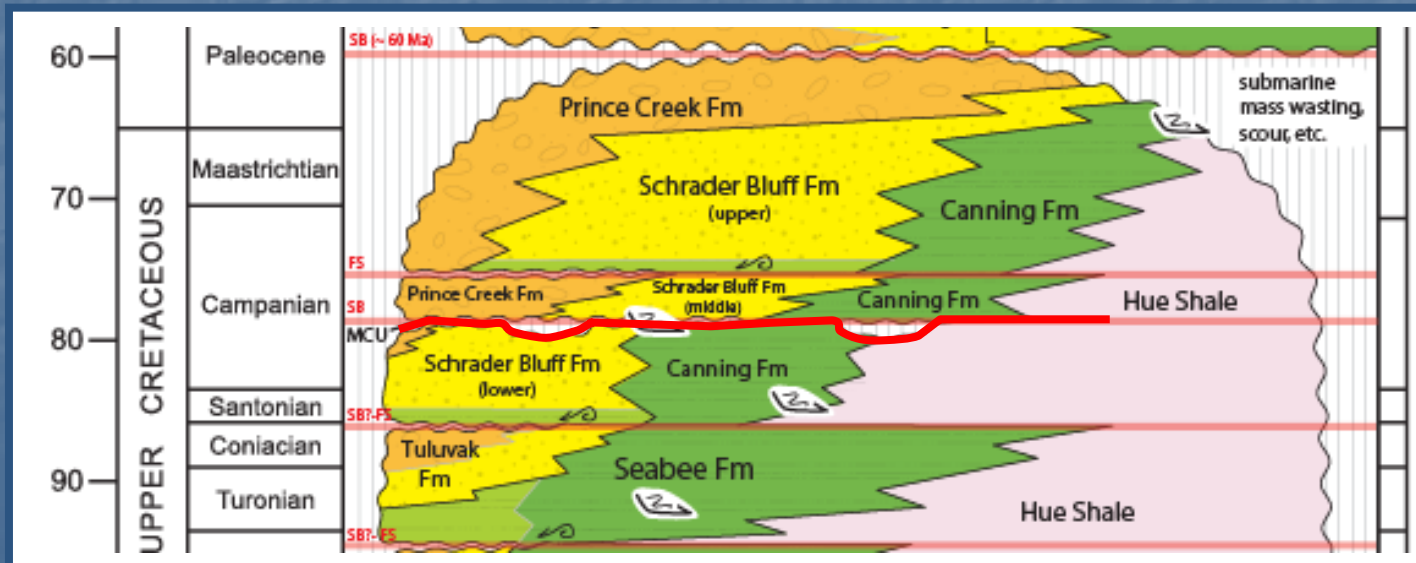 SB (~ 60 Ma)
60
Paleocene
submarine
mass wasting,
scour, etc.
Prince Creek Fm
Maastrichtian
Schrader Bluff Fm
(upper)
70
Canning Fm
UPPER CRETACEOUS
FS
Campanian
Prince Creek Fm
Schrader Bluff Fm
(middle)
Canning Fm
Hue Shale
SB
80
MCU
Schrader Bluff Fm
(lower)
Canning Fm
Santonian
SB?-FS
Coniacian
Tuluvak
Fm
Seabee Fm
90
Turonian
Hue Shale
SB?-FS